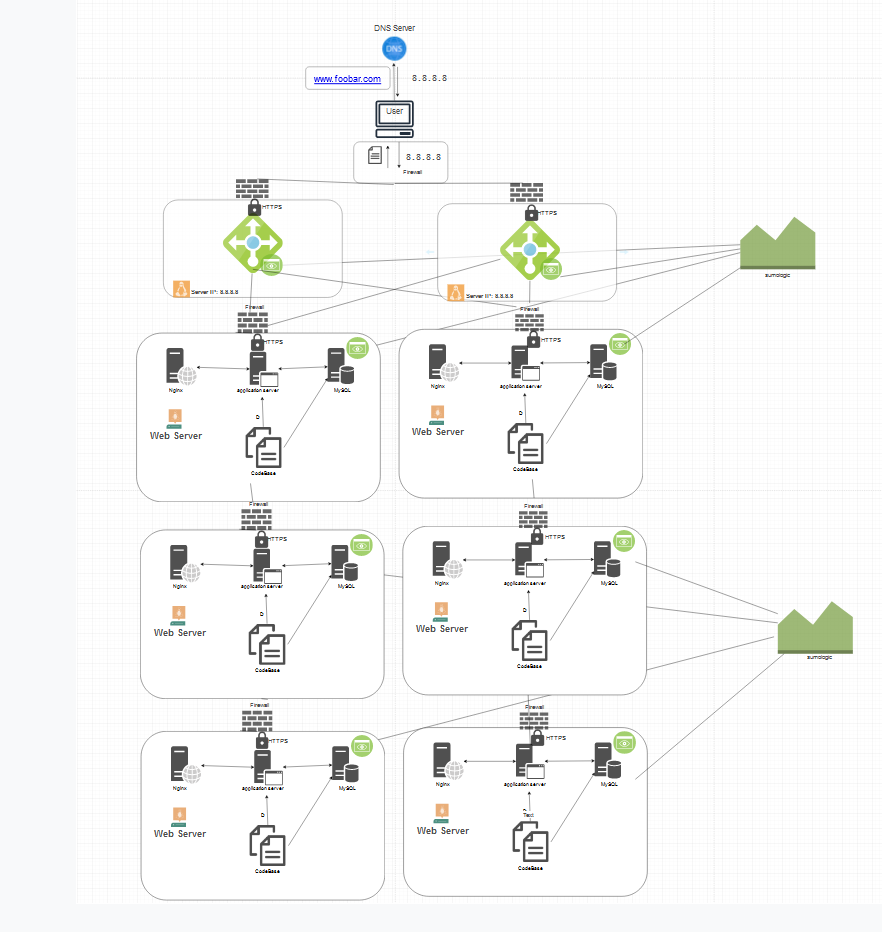 DNS Server
DNS
www.foobar.com
8.8.8.8
User
8.8.8.8
Firewall
HTTPS
HTTPS
Server IP: 8.8.8.8
Server IP: 8.8.8.8
sumologic
Firewall
Firewall
HTTPS
HTTPS
Nginx
application server
MySQL
Nginx
application server
MySQL
D
D
Web Server
Web Server
CodeBase
CodeBase
Firewall
Firewall
HTTPS
HTTPS
Nginx
application server
MySQL
Nginx
application server
MySQL
D
D
Web Server
Web Server
CodeBase
CodeBase
sumologic
Firewall
Firewall
HTTPS
HTTPS
Nginx
application server
MySQL
Nginx
application server
MySQL
D
Text
Web Server
Web Server
CodeBase
CodeBase